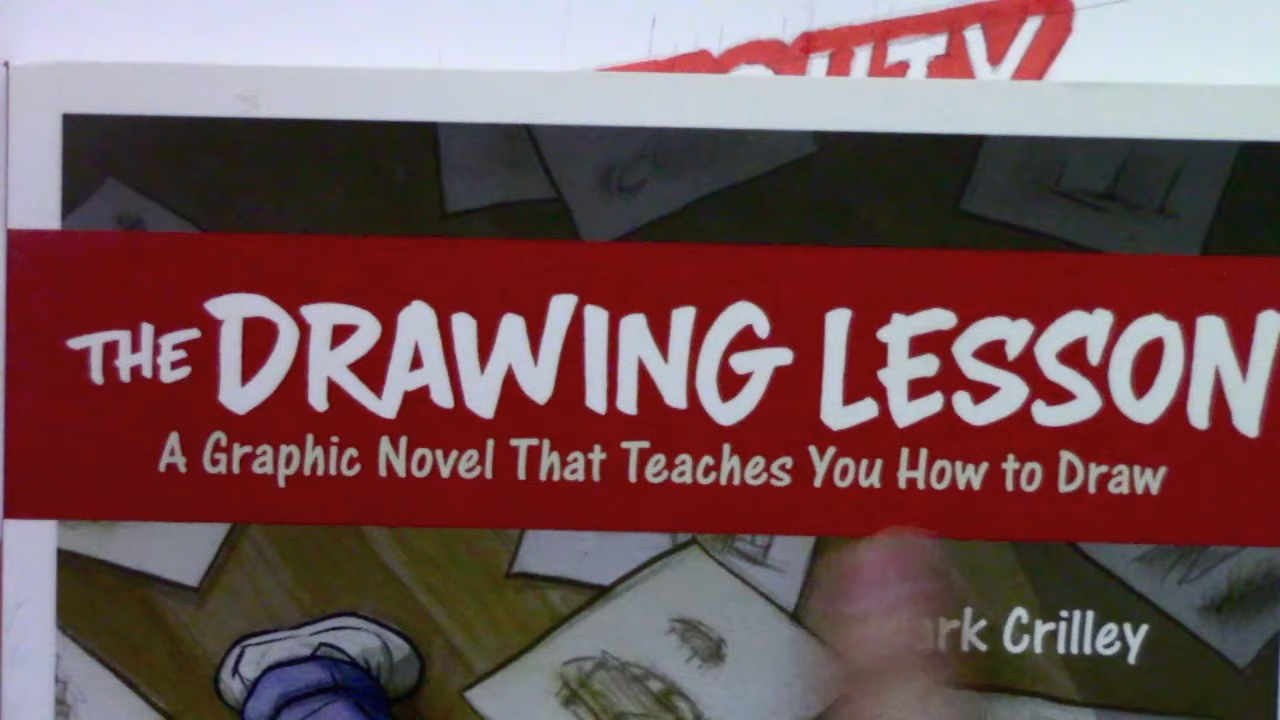 THE DRAWING LESSON
A Graphic Novel That Teaches You How to Draw
Crilley